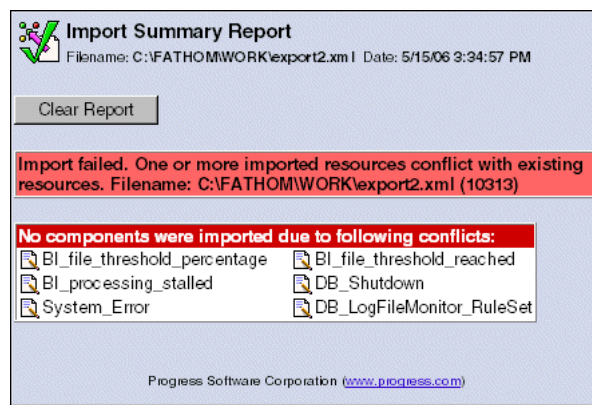 Import Summary Report
Filename: C:\FATHOM\WORK\export2.xml Date: 5/15/06 3:34:57 PM
Clear Report
Import failed. One or more imported resources conflict with existing
resources. Filename: C:\FATHOM\WORK\export2.xml (10313)
No components were imported due to following conflicts:
BI_file_threshold_percentage BI_file_threshold_reached
BI_processing_stalled DB_Shutdown
System_Error DB_LogFileMonitor_RuleSet
Progress Software Corporation (www.progress.com)